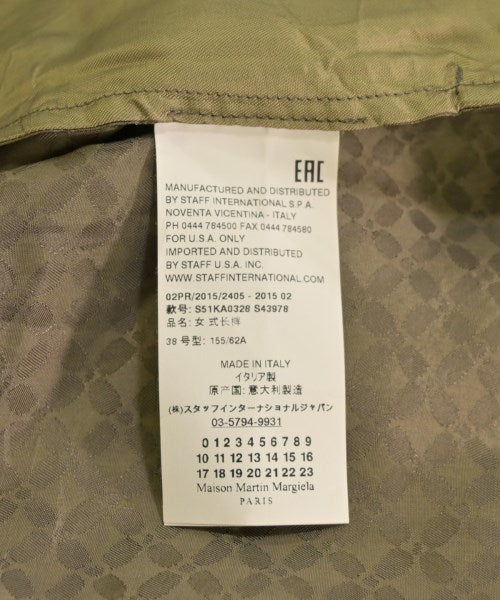 EAC
MANUFACTURED AND DISTRIBUTED
BY STAFF INTERNATIONAL S.P.A.
NOVENTA VICENTINA - ITALY
PH 0444 784500 FAX 0444 784580
FOR U.S.A. ONLY
IMPORTED AND DISTRIBUTED
BY STAFF U.S.A. INC.
WWW.STAFFINTERNATIONAL.COM
02PR/2015/2405 - 2015 02
款号: S51KA0328 S43978
品名: 女式长裤
38 号型: 155/62A
MADE IN ITALY
イタリア製
原产国: 意大利製造
(株)スタッフインターナショナルジャパン
03-5794-9931
0 1 2 3 4 5 6 7 8 9
10 11 12 13 14 15 16
17 18 19 20 21 22 23
Maison Martin Margiela
PARIS